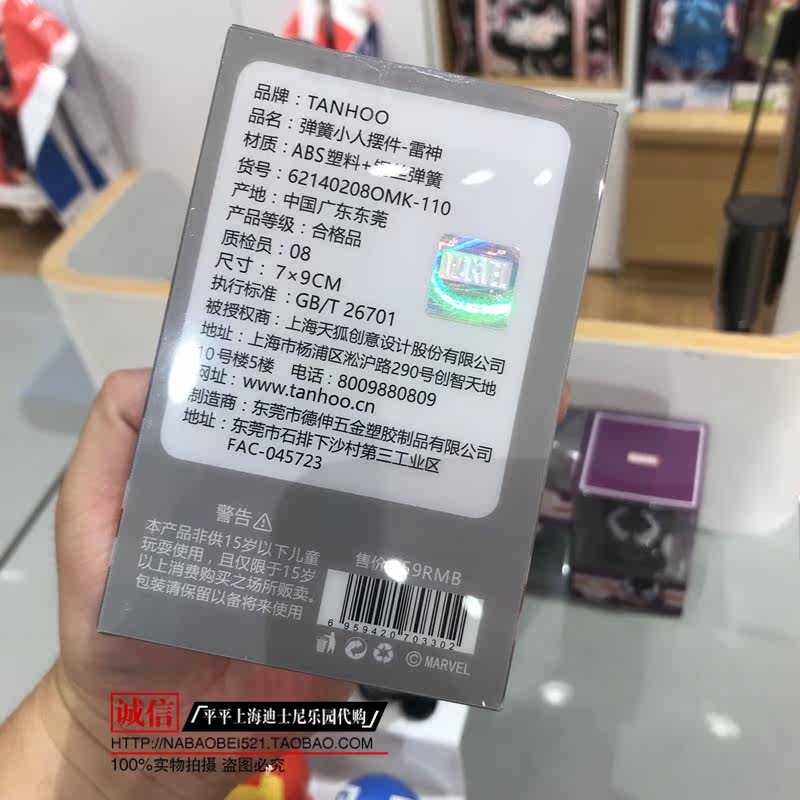 品牌：TANHOO
品名：弹簧小人摆件-雷神
材质：ABS塑料+弹簧
货号：62140208OMK-110
产地：中国广东东莞
产品等级：合格品
质检员：08
尺寸：7×9CM
执行标准：GB/T 26701
被授权商：上海天狐创意设计股份有限公司
地址：上海市杨浦区淞沪路290号创智天地
10号楼5楼 电话：8009880809
网址：www.tanhoo.cn
制造商：东莞市德伸五金塑胶制品有限公司
地址：东莞市石排下沙村第三工业区
FAC-045723
警告
本产品非供15岁以下儿童
玩耍使用，且仅限于15岁
以上消费购买之场所贩卖。
包装请保留以备将来使用
售价 59RMB
6 959420 703302
© MARVEL
诚信 平平上海迪士尼乐园代购
HTTP://NABAOBEI521.TAOBAO.COM
100%实物拍摄 盗图必究